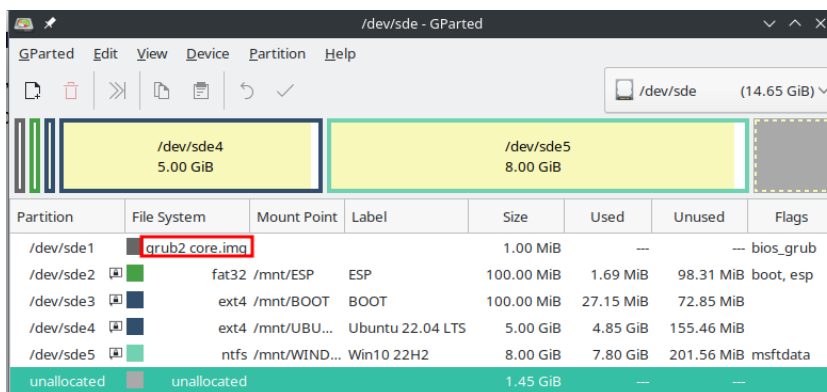 /dev/sde - GParted
GParted Edit View Device Partition Help
/dev/sde (14.65 GiB)
/dev/sde4 /dev/sde5
5.00 GiB 8.00 GiB
Partition File System Mount Point Label Size Used Unused Flags
/dev/sde1 grub2 core.img 1.00 MiB --- --- bios_grub
/dev/sde2 fat32 /mnt/ESP ESP 100.00 MiB 1.69 MiB 98.31 MiB boot, esp
/dev/sde3 ext4 /mnt/BOOT BOOT 100.00 MiB 27.15 MiB 72.85 MiB
/dev/sde4 ext4 /mnt/UBU... Ubuntu 22.04 LTS 5.00 GiB 4.85 GiB 155.46 MiB
/dev/sde5 ntfs /mnt/WIND... Win10 22H2 8.00 GiB 7.80 GiB 201.56 MiB msftdata
unallocated unallocated 1.45 GiB --- ---